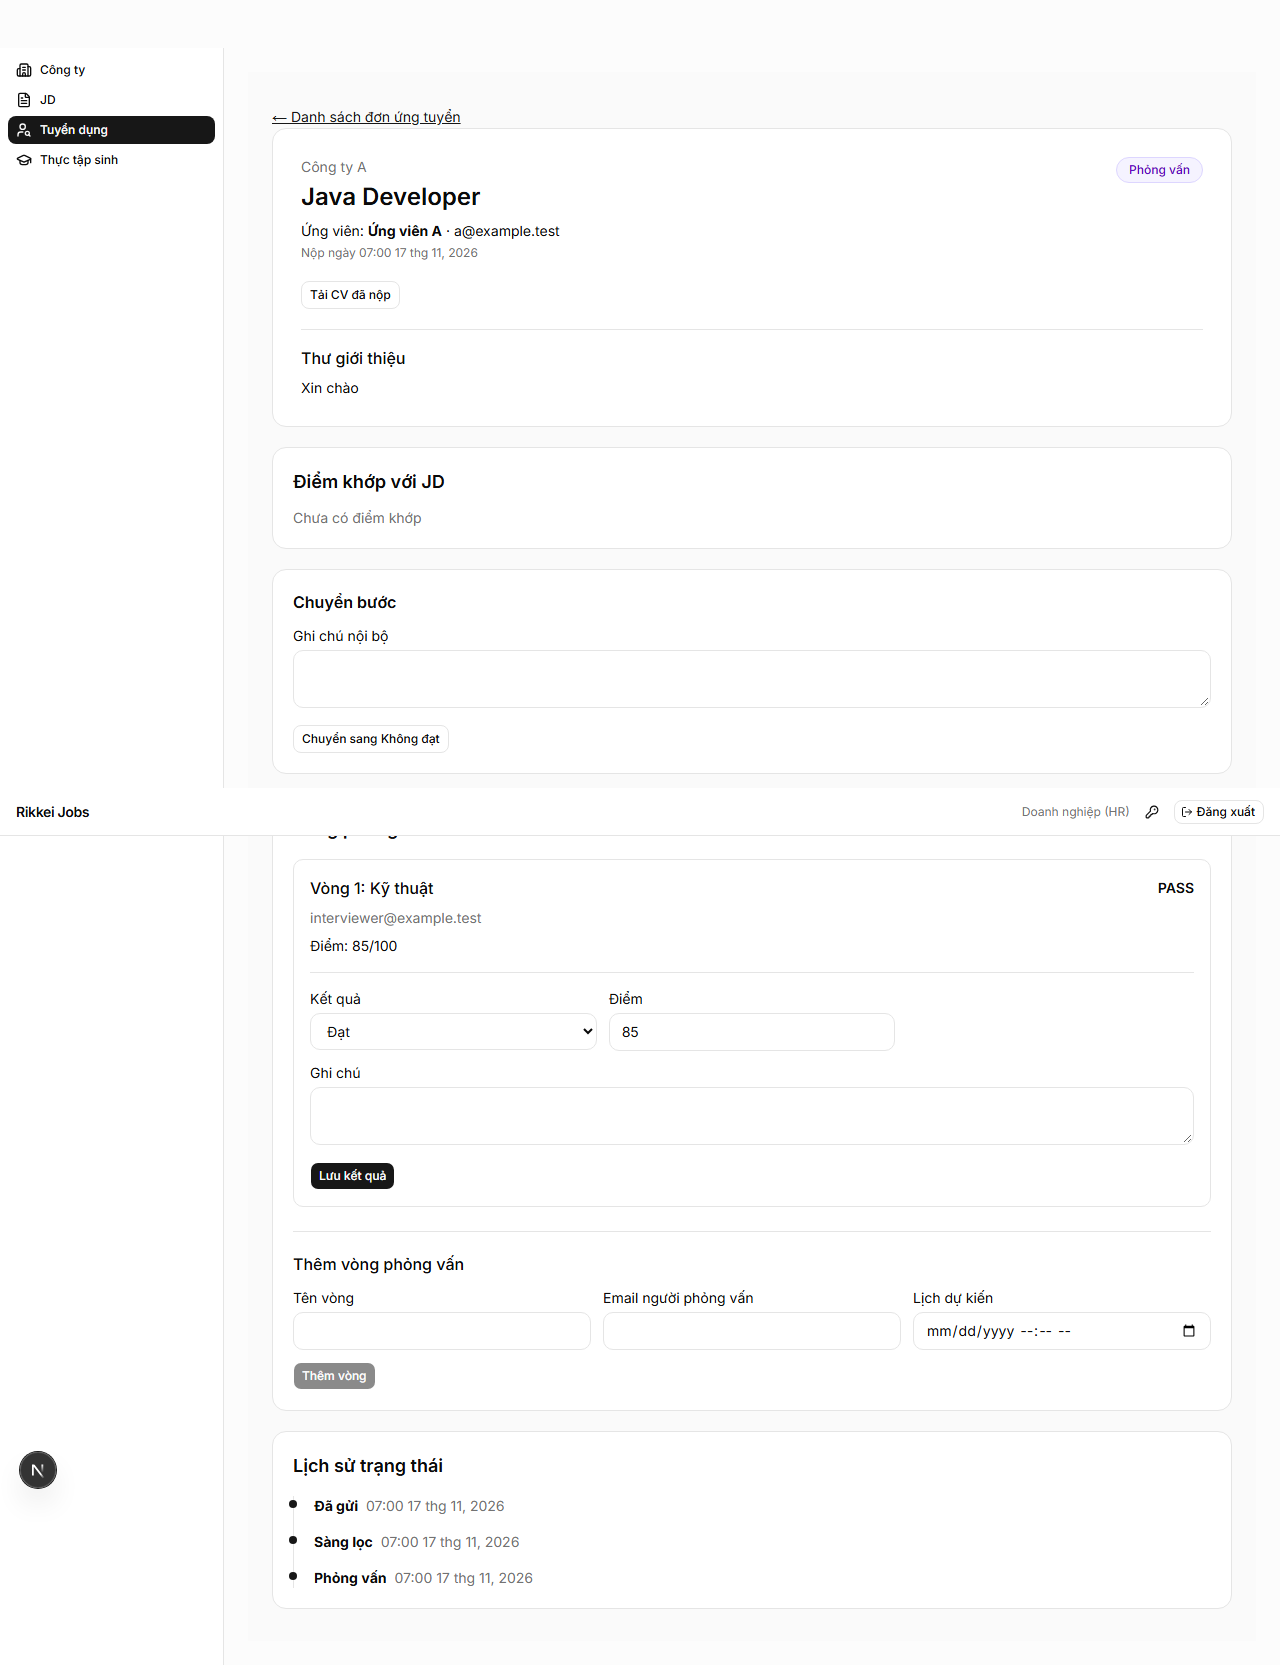 Công ty
JD
Tuyển dụng
Thực tập sinh
← Danh sách đơn ứng tuyển
Công ty A
Phỏng vấn
Java Developer
Ứng viên: Ứng viên A · a@example.test
Nộp ngày 07:00 17 thg 11, 2026
Tải CV đã nộp
Thư giới thiệu
Xin chào
Điểm khớp với JD
Chưa có điểm khớp
Chuyển bước
Ghi chú nội bộ
Chuyển sang Không đạt
Rikkei Jobs
Doanh nghiệp (HR)
Đăng xuất
Vòng 1: Kỹ thuật
PASS
interviewer@example.test
Điểm: 85/100
Kết quả
Điểm
Đạt
85
Ghi chú
Lưu kết quả
Thêm vòng phỏng vấn
Tên vòng
Email người phỏng vấn
Lịch dự kiến
mm/dd/yyyy --:-- --
Thêm vòng
N
Lịch sử trạng thái
Đã gửi 07:00 17 thg 11, 2026
Sàng lọc 07:00 17 thg 11, 2026
Phỏng vấn 07:00 17 thg 11, 2026